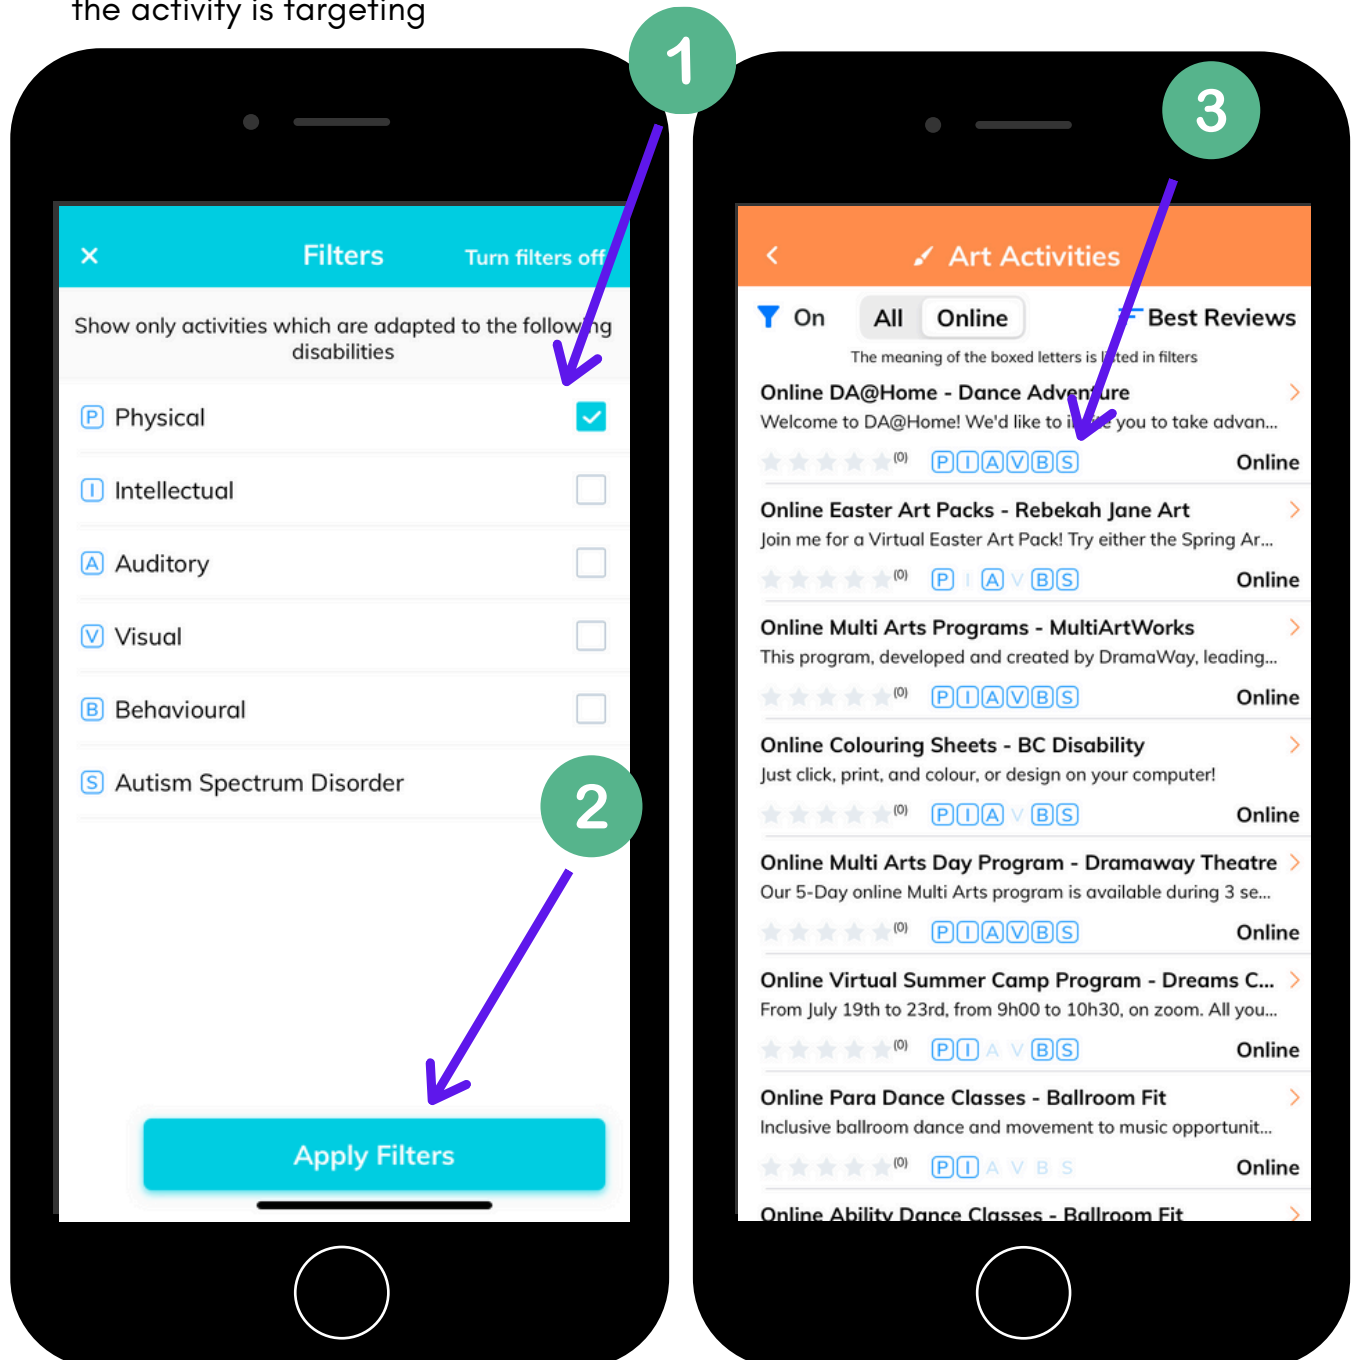 the activity is targeting
1
3
Filters
Turn filters off
Show only activities which are adapted to the following
disabilities
P Physical
I Intellectual
A Auditory
V Visual
B Behavioural
S Autism Spectrum Disorder
2
Apply Filters
Art Activities
On
All
Online
Best Reviews
The meaning of the boxed letters is listed in filters
Online DA@Home - Dance Adventure
Welcome to DA@Home! We'd like to invite you to take advan...
(0) P I A V B S Online
Online Easter Art Packs - Rebekah Jane Art
Join me for a Virtual Easter Art Pack! Try either the Spring Ar...
(0) P I A V B S Online
Online Multi Arts Programs - MultiArtWorks
This program, developed and created by DramaWay, leading...
(0) P I A V B S Online
Online Colouring Sheets - BC Disability
Just click, print, and colour, or design on your computer!
(0) P I A V B S Online
Online Multi Arts Day Program - Dramaway Theatre
Our 5-Day online Multi Arts program is available during 3 se...
(0) P I A V B S Online
Online Virtual Summer Camp Program - Dreams C...
From July 19th to 23rd, from 9h00 to 10h30, on zoom. All you...
(0) P I A V B S Online
Online Para Dance Classes - Ballroom Fit
Inclusive ballroom dance and movement to music opportunit...
(0) P I A V B S Online
Online Ability Dance Classes - Ballroom Fit